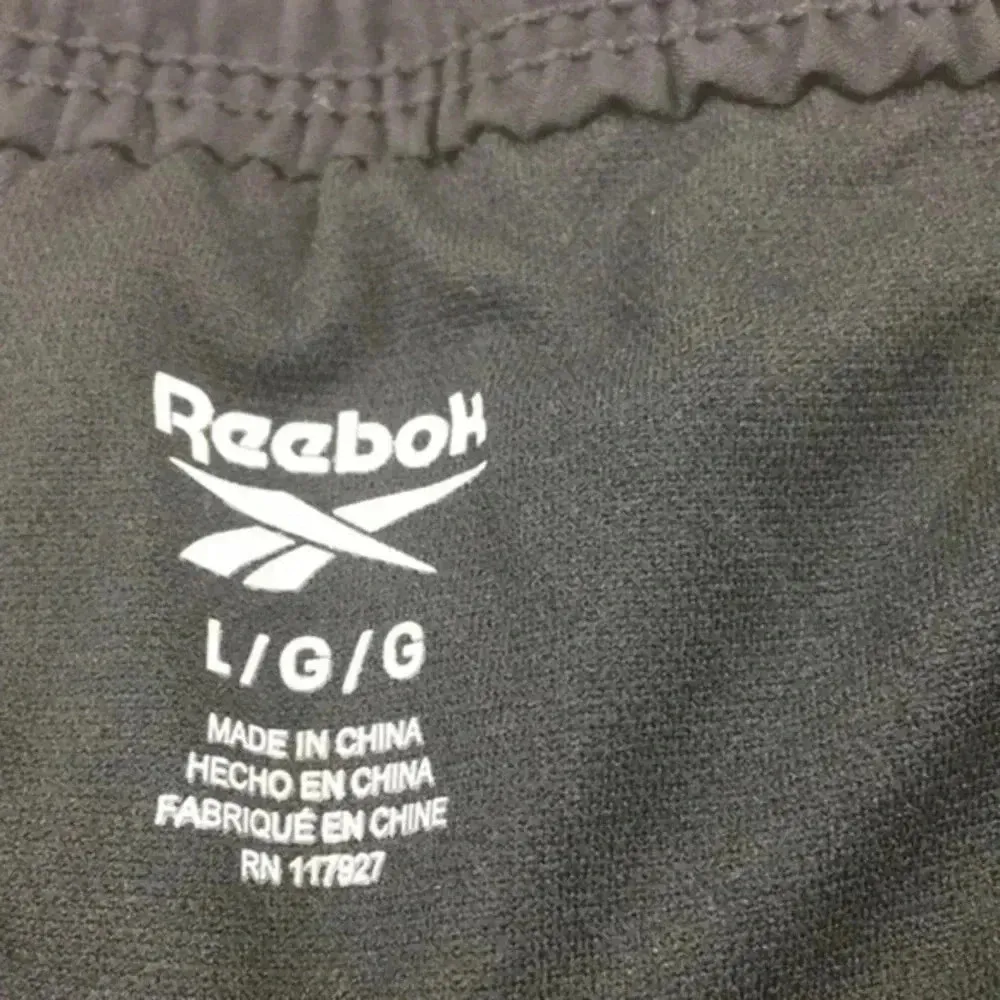 Reebok
L/G/G
MADE IN CHINA
HECHO EN CHINA
FABRIQUÉ EN CHINE
RN 117927